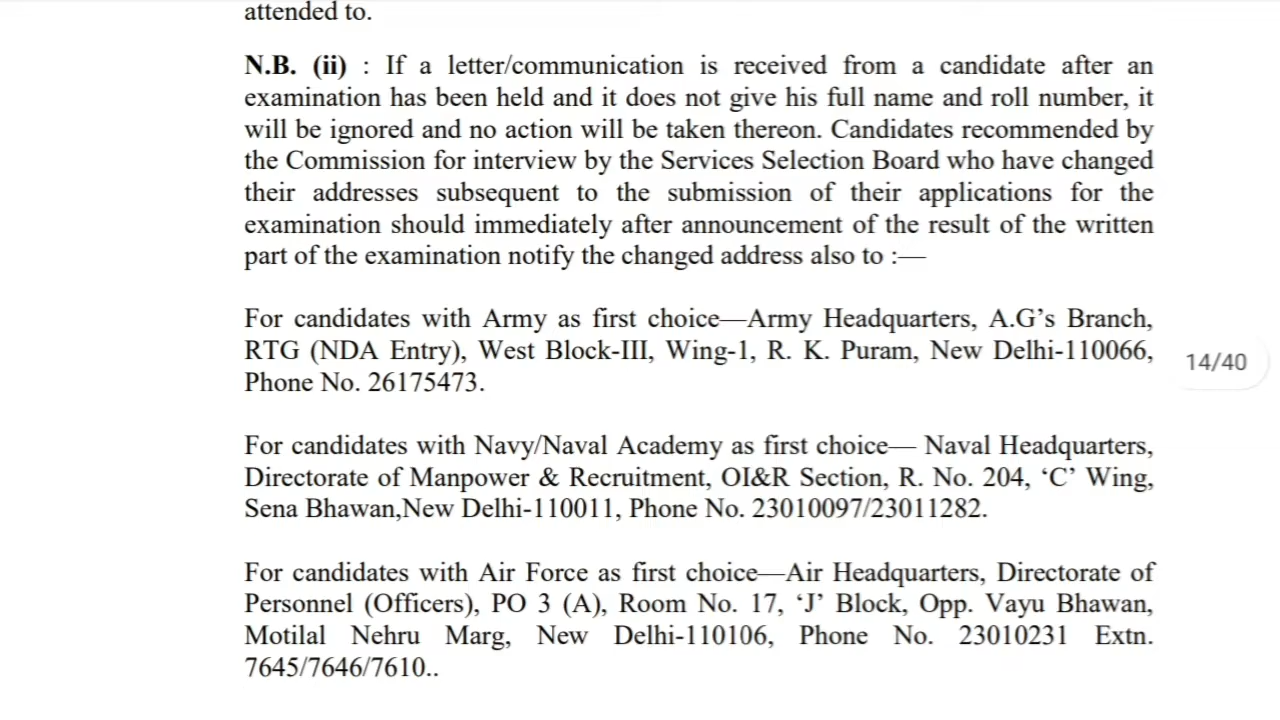 attended to.
N.B. (ii) : If a letter/communication is received from a candidate after an
examination has been held and it does not give his full name and roll number, it
will be ignored and no action will be taken thereon. Candidates recommended by
the Commission for interview by the Services Selection Board who have changed
their addresses subsequent to the submission of their applications for the
examination should immediately after announcement of the result of the written
part of the examination notify the changed address also to :—
For candidates with Army as first choice—Army Headquarters, A.G’s Branch,
RTG (NDA Entry), West Block-III, Wing-1, R. K. Puram, New Delhi-110066,
14/40
Phone No. 26175473.
For candidates with Navy/Naval Academy as first choice— Naval Headquarters,
Directorate of Manpower & Recruitment, OI&R Section, R. No. 204, ‘C’ Wing,
Sena Bhawan,New Delhi-110011, Phone No. 23010097/23011282.
For candidates with Air Force as first choice—Air Headquarters, Directorate of
Personnel (Officers), PO 3 (A), Room No. 17, ‘J’ Block, Opp. Vayu Bhawan,
Motilal Nehru Marg, New Delhi-110106, Phone No. 23010231 Extn.
7645/7646/7610..